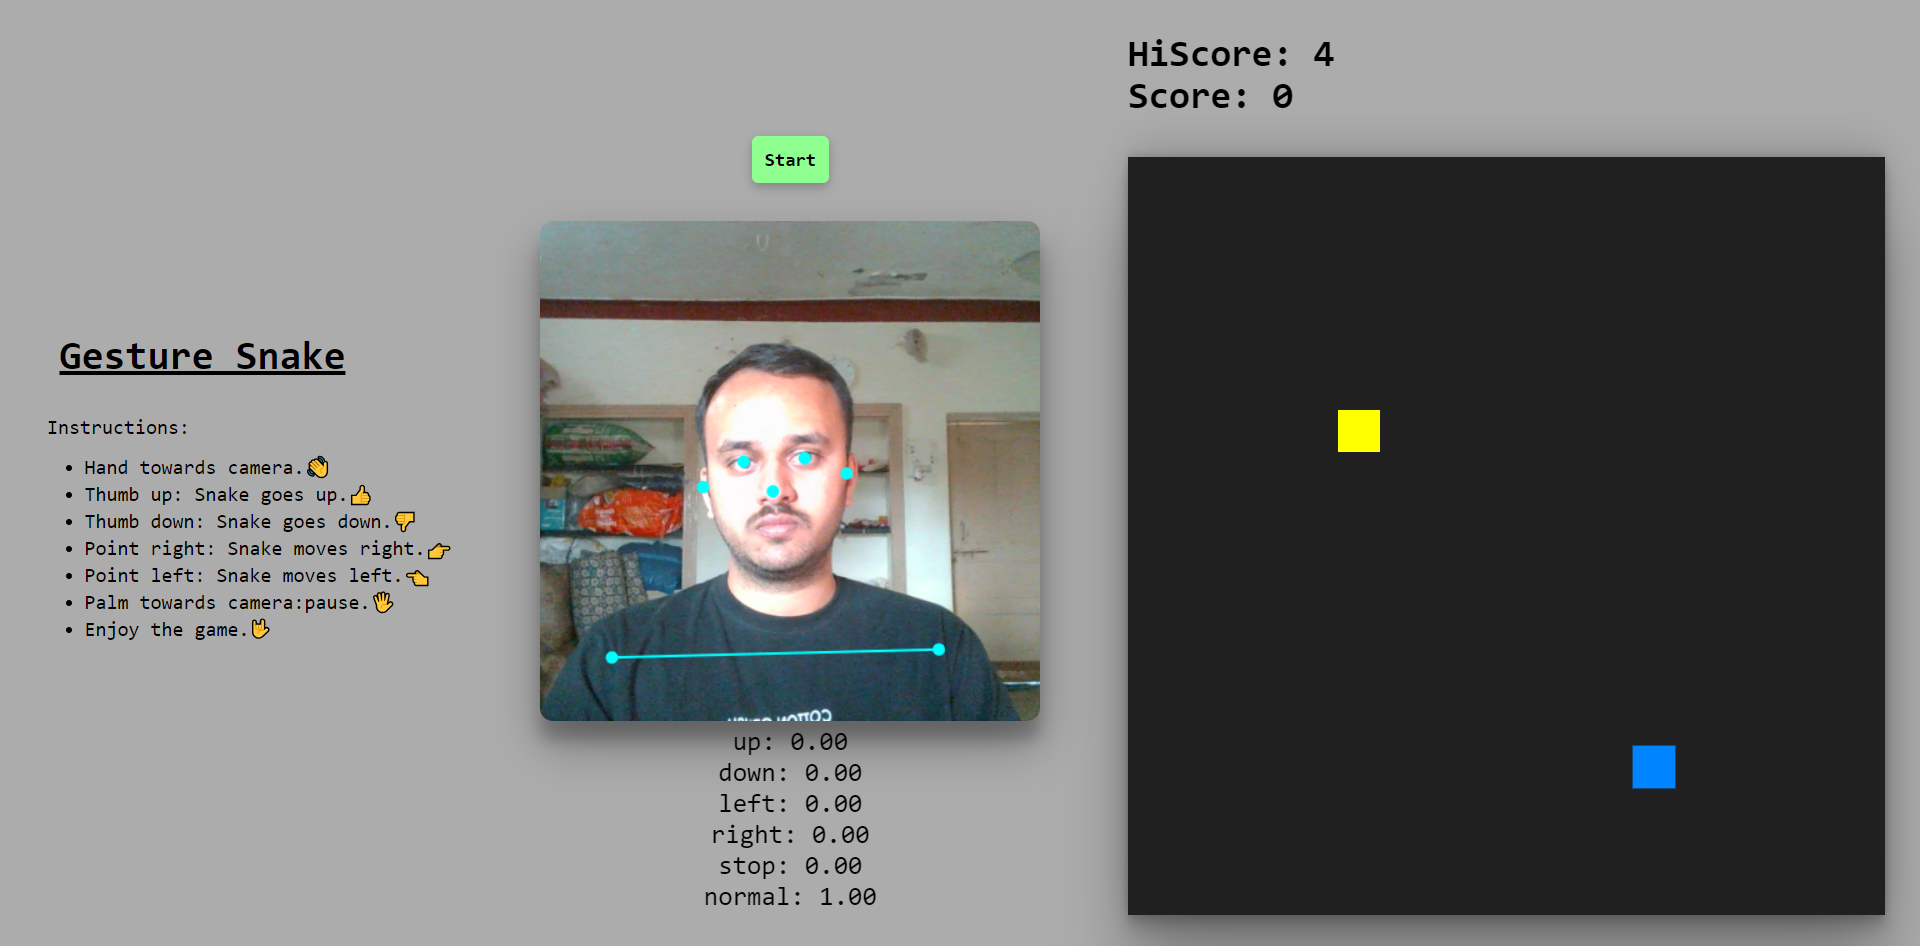 HiScore: 4
Score: 0
Start
Gesture Snake
Instructions:
Hand towards camera.👋
Thumb up: Snake goes up.👍
Thumb down: Snake goes down.👎
Point right: Snake moves right.👉
Point left: Snake moves left.👈
Palm towards camera:pause.🖐
Enjoy the game.🤟
up: 0.00
down: 0.00
left: 0.00
right: 0.00
stop: 0.00
normal: 1.00